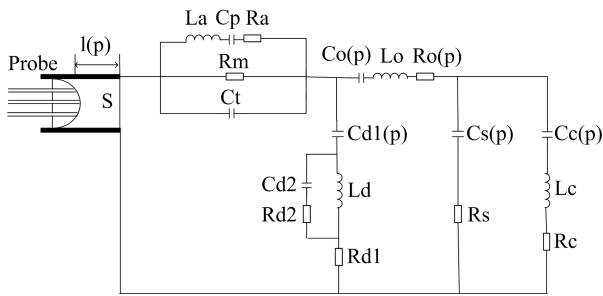 La Cp Ra
l(p)
Probe
Rm
Co(p) Lo Ro(p)
S
Ct
Cd1(p) Cs(p) Cc(p)
Cd2 Ld Lc
Rd2 Rs
Rd1 Rc